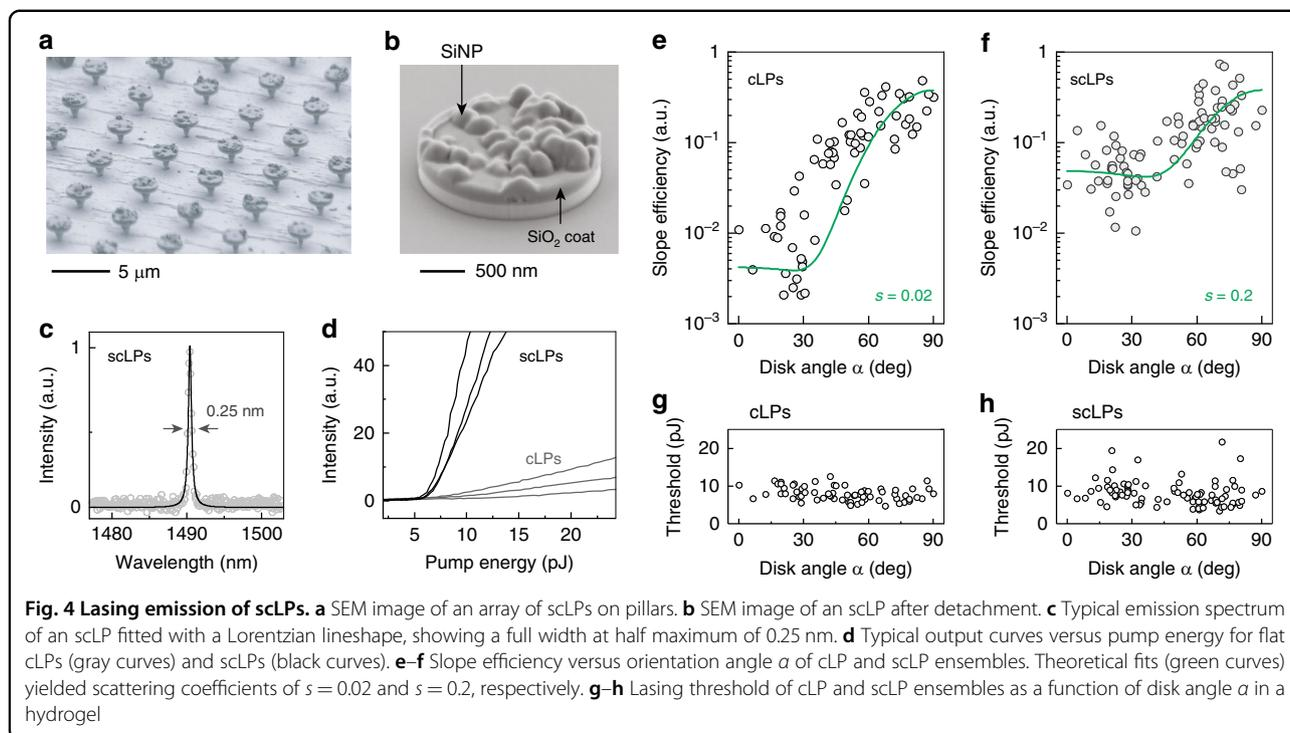 a
5 μm
b
SiNP
SiO2 coat
500 nm
c
scLPs
0.25 nm
1
0
Intensity (a.u.)
1480 1490 1500
Wavelength (nm)
d
scLPs
cLPs
40
20
0
Intensity (a.u.)
5 10 15 20
Pump energy (pJ)
e
cLPs
1
10−1
10−2
10−3
Slope efficiency (a.u.)
s = 0.02
0 30 60 90
Disk angle α (deg)
f
scLPs
1
10−1
10−2
10−3
Slope efficiency (a.u.)
s = 0.2
0 30 60 90
Disk angle α (deg)
g
cLPs
20
10
0
Threshold (pJ)
0 30 60 90
Disk angle α (deg)
h
scLPs
20
10
0
Threshold (pJ)
0 30 60 90
Disk angle α (deg)
Fig. 4 Lasing emission of scLPs. a SEM image of an array of scLPs on pillars. b SEM image of an scLP after detachment. c Typical emission spectrum
of an scLP fitted with a Lorentzian lineshape, showing a full width at half maximum of 0.25 nm. d Typical output curves versus pump energy for flat
cLPs (gray curves) and scLPs (black curves). e–f Slope efficiency versus orientation angle α of cLP and scLP ensembles. Theoretical fits (green curves)
yielded scattering coefficients of s = 0.02 and s = 0.2, respectively. g–h Lasing threshold of cLP and scLP ensembles as a function of disk angle α in a
hydrogel